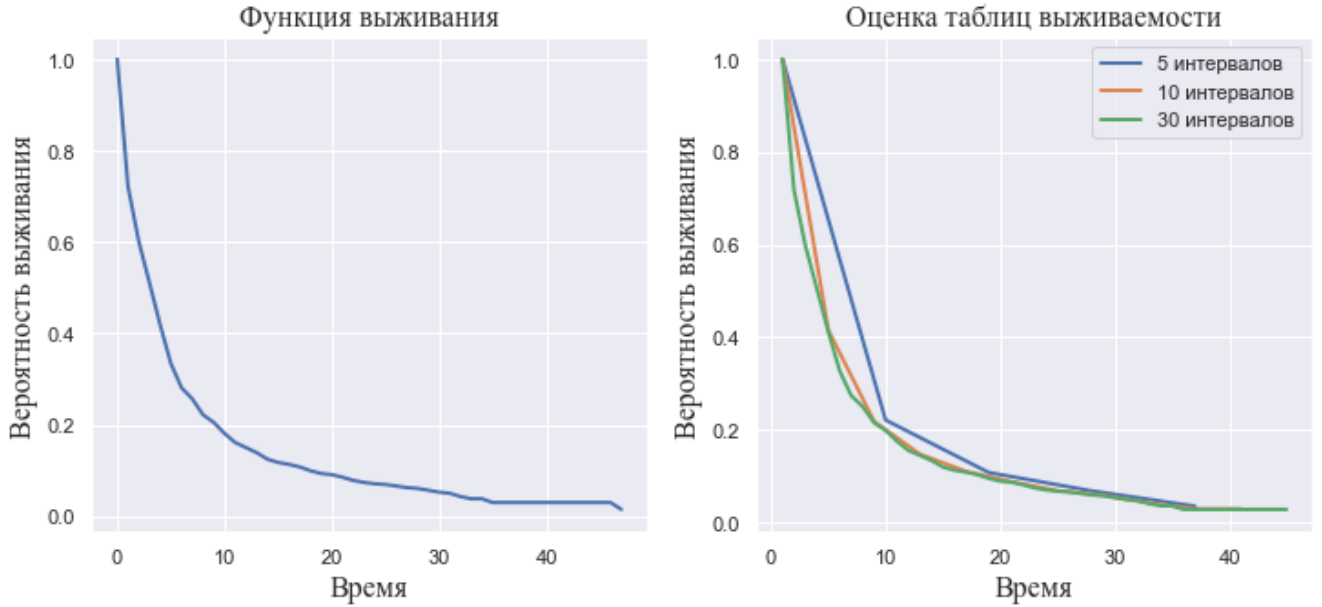 Функция выживания
Вероятность выживания
1.0
0.8
0.6
0.4
0.2
0.0
0
10
20
30
40
Время
Оценка таблиц выживаемости
Вероятность выживания
1.0
0.8
0.6
0.4
0.2
0.0
5 интервалов
10 интервалов
30 интервалов
0
10
20
30
40
Время